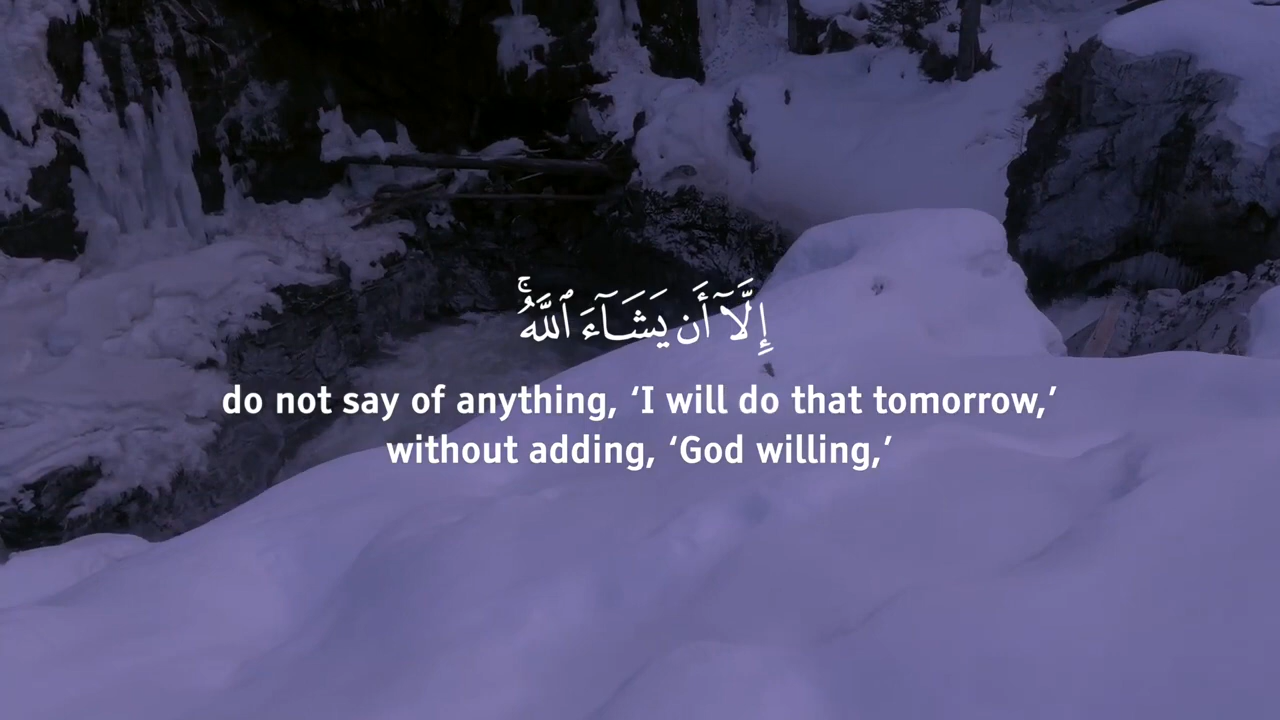 إِلَّآ أَن يَشَآءَ ٱللَّهُۚ
do not say of anything, ‘I will do that tomorrow,’
without adding, ‘God willing,’